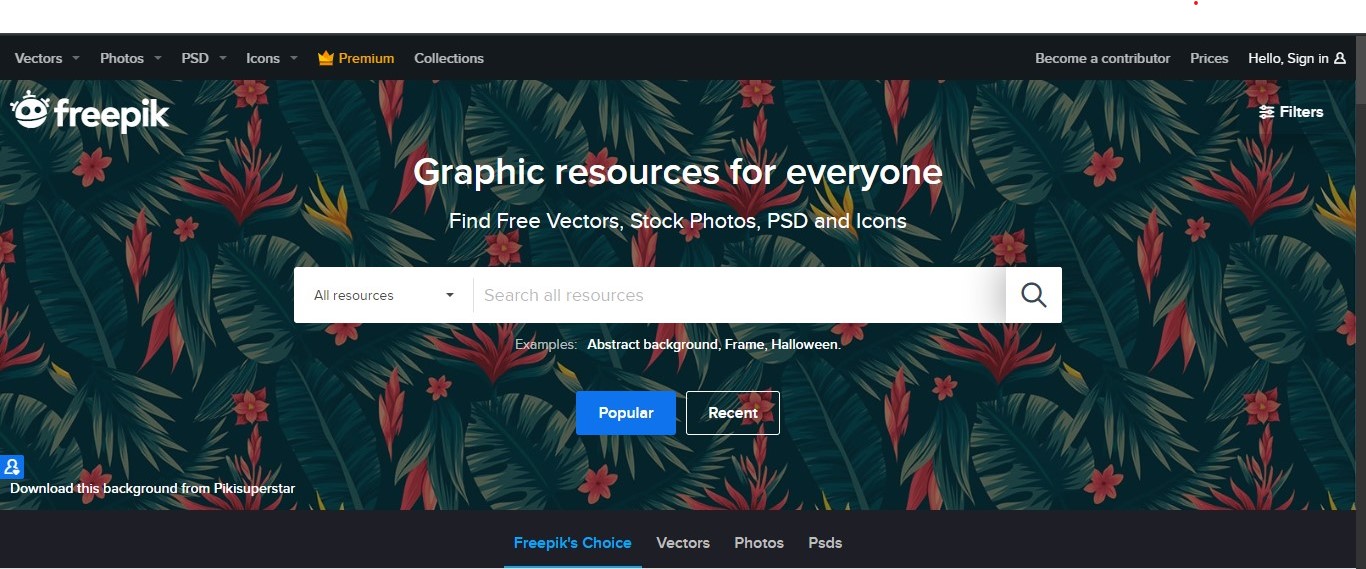 Vectors Photos PSD Icons Premium Collections Become a contributor Prices Hello, Sign in
freepik Filters
Graphic resources for everyone
Find Free Vectors, Stock Photos, PSD and Icons
All resources Search all resources
Examples: Abstract background, Frame, Halloween.
Popular Recent
Download this background from Pikisuperstar
Freepik's Choice Vectors Photos Psds